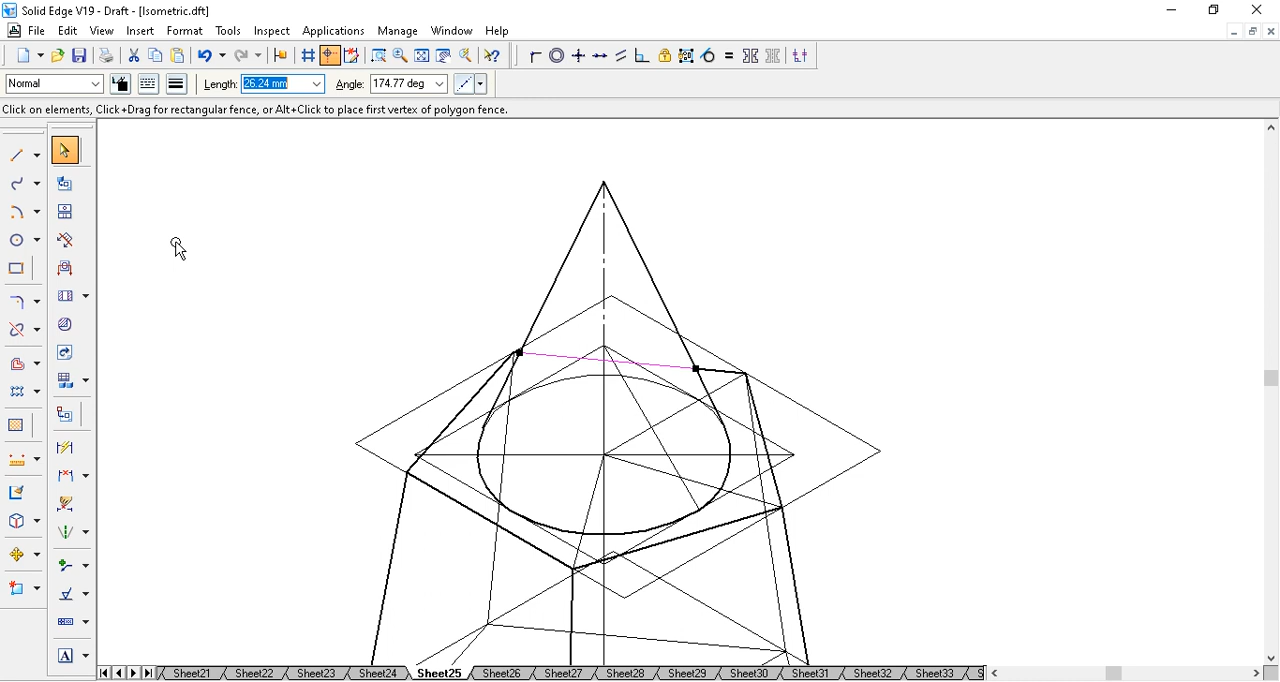 Solid Edge V19 - Draft - [Isometric.dft]
File Edit View Insert Format Tools Inspect Applications Manage Window Help
Normal Length: 26.24 mm Angle: 174.77 deg
Click on elements, Click+Drag for rectangular fence, or Alt+Click to place first vertex of polygon fence.
A
Sheet21 Sheet22 Sheet23 Sheet24 Sheet25 Sheet26 Sheet27 Sheet28 Sheet29 Sheet30 Sheet31 Sheet32 Sheet33 S